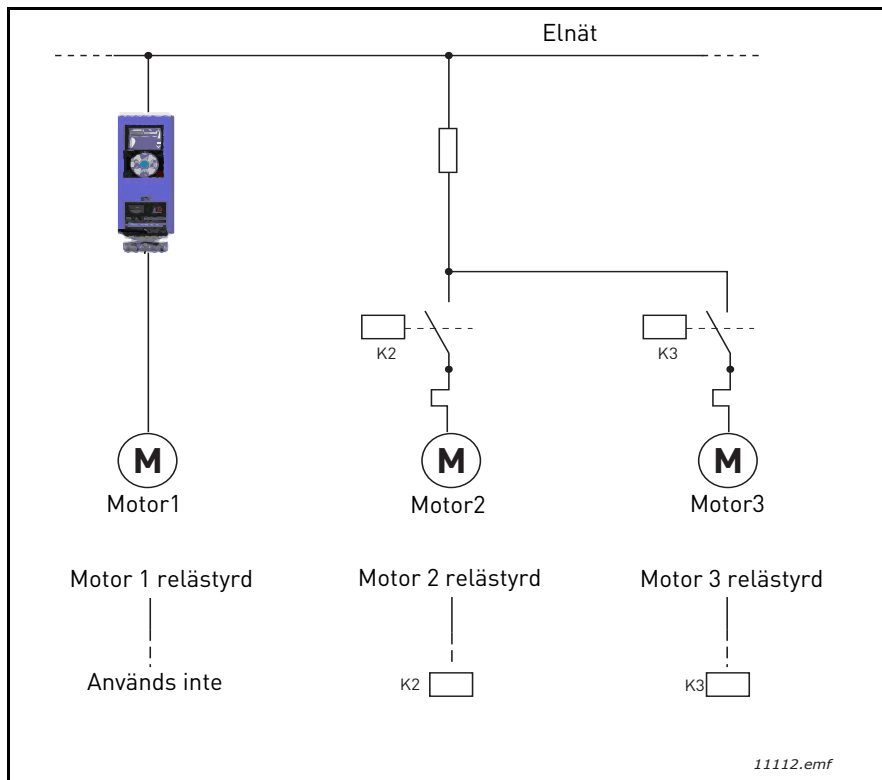 Elnät
K2
K3
M
M
M
Motor1
Motor2
Motor3
Motor 1 relästyrd
Motor 2 relästyrd
Motor 3 relästyrd
Används inte
K2
K3
11112.emf